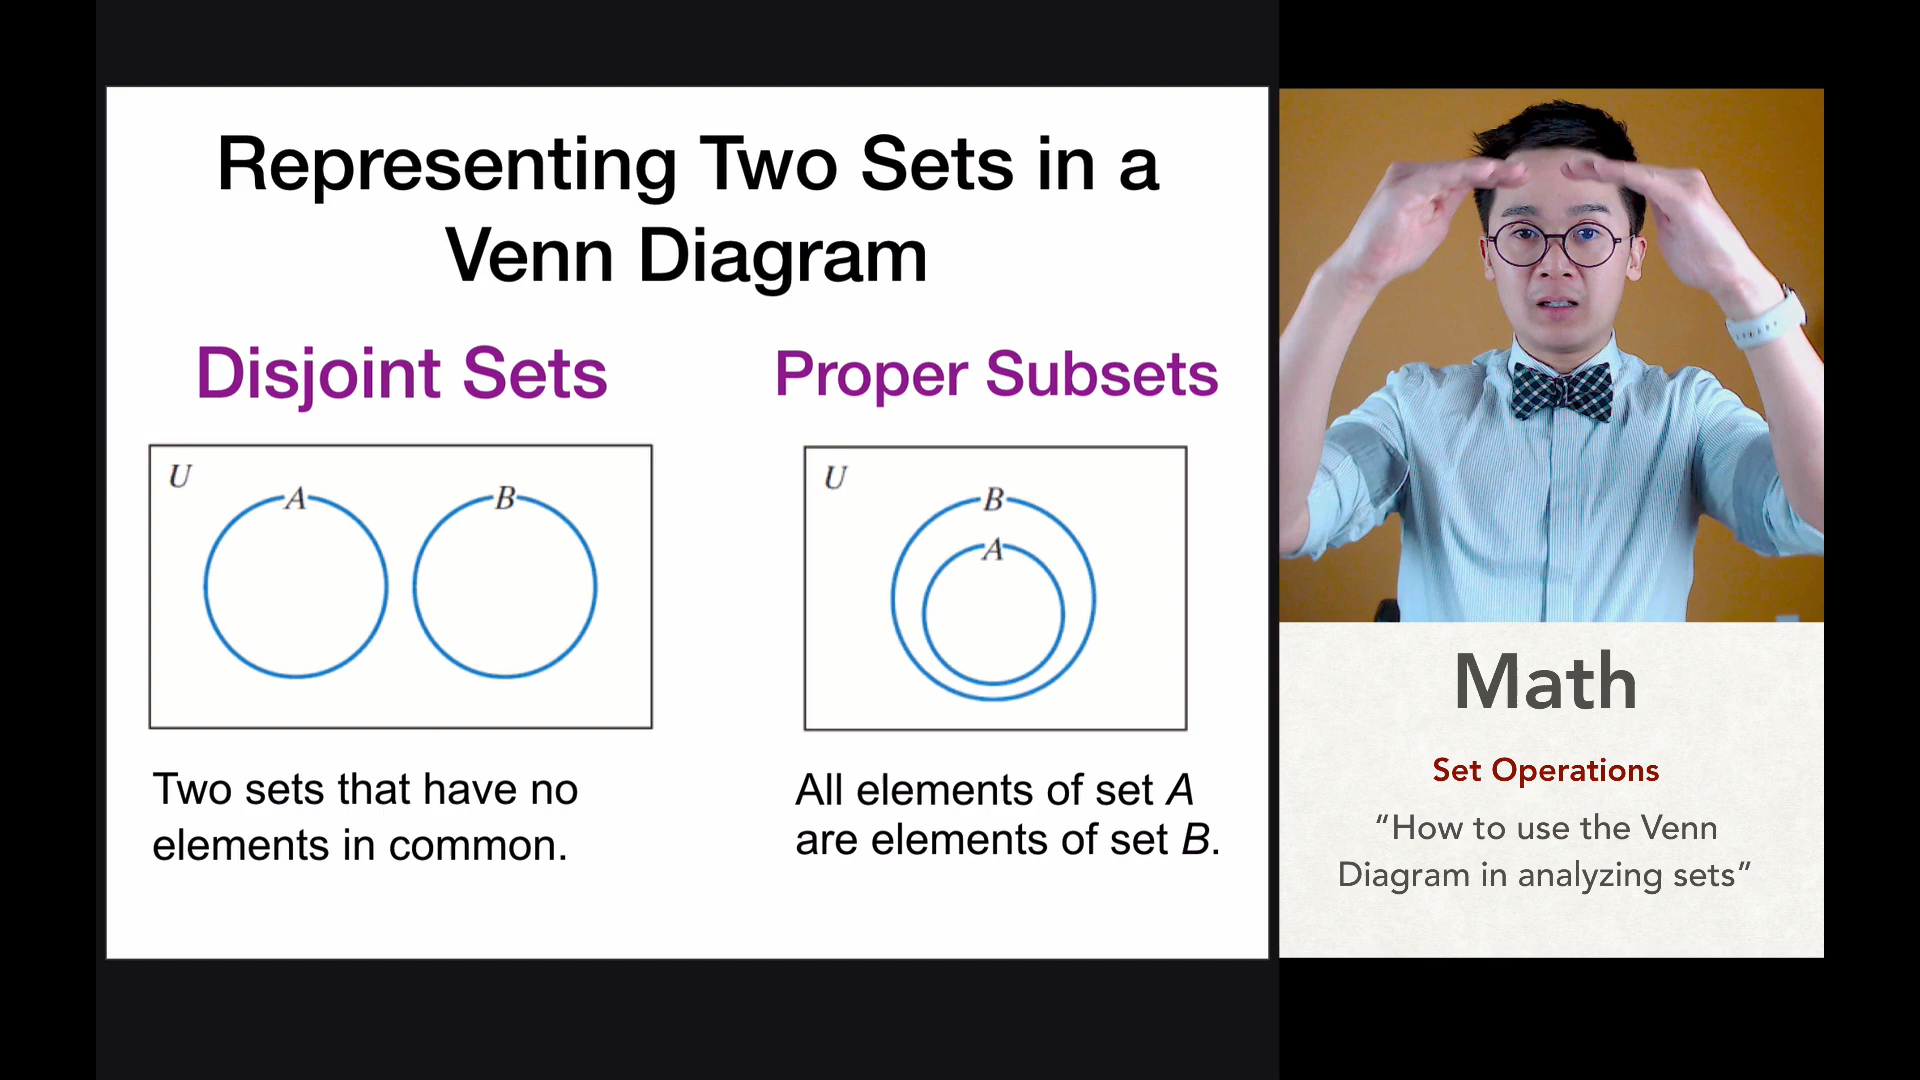 Representing Two Sets in a
Venn Diagram
Disjoint Sets
U
A
B
Two sets that have no
elements in common.
Proper Subsets
U
B
A
All elements of set A
are elements of set B.
Math
Set Operations
“How to use the Venn
Diagram in analyzing sets”